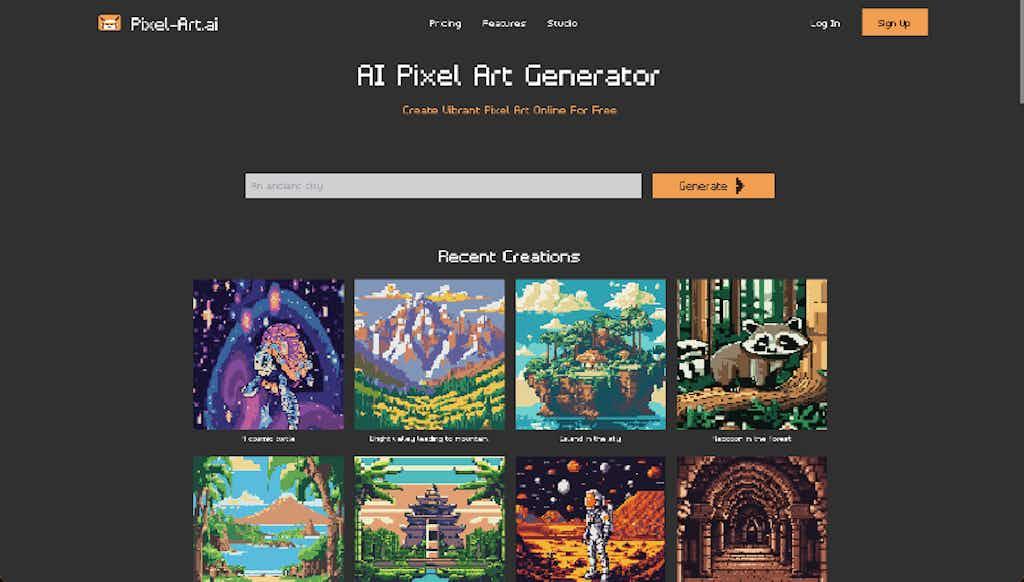 Pixel-Art.ai
Pricing
Features
Studio
Log In
Sign Up
AI Pixel Art Generator
Create Vibrant Pixel Art Online For Free
An ancient city
Generate
Recent Creations
A cosmic turtle
Bright valley leading to mountain
Island in the sky
Raccoon in the forest